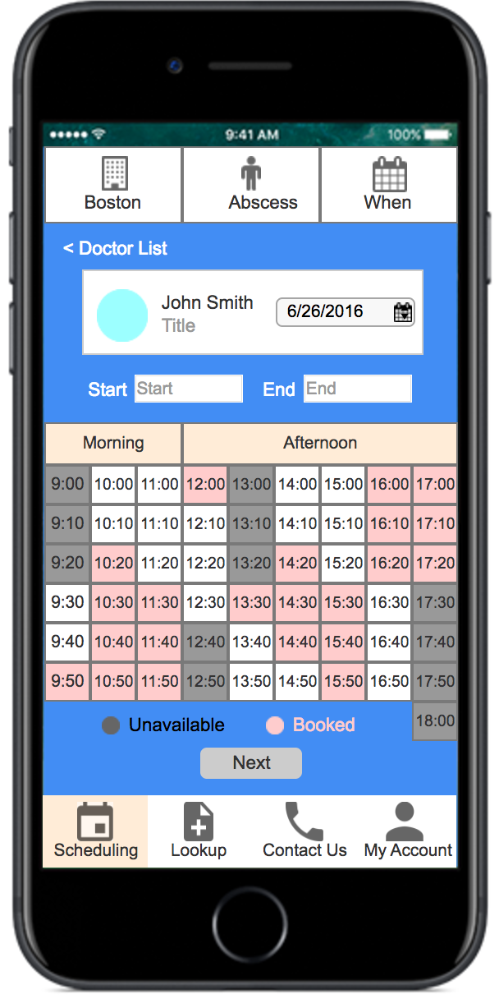 9:41 AM 100%
Boston Abscess When
< Doctor List
John Smith
Title
6/26/2016
Start Start End End
Morning Afternoon
9:00 10:00 11:00 12:00 13:00 14:00 15:00 16:00 17:00
9:10 10:10 11:10 12:10 13:10 14:10 15:10 16:10 17:10
9:20 10:20 11:20 12:20 13:20 14:20 15:20 16:20 17:20
9:30 10:30 11:30 12:30 13:30 14:30 15:30 16:30 17:30
9:40 10:40 11:40 12:40 13:40 14:40 15:40 16:40 17:40
9:50 10:50 11:50 12:50 13:50 14:50 15:50 16:50 17:50
18:00
Unavailable Booked
Next
Scheduling Lookup Contact Us My Account